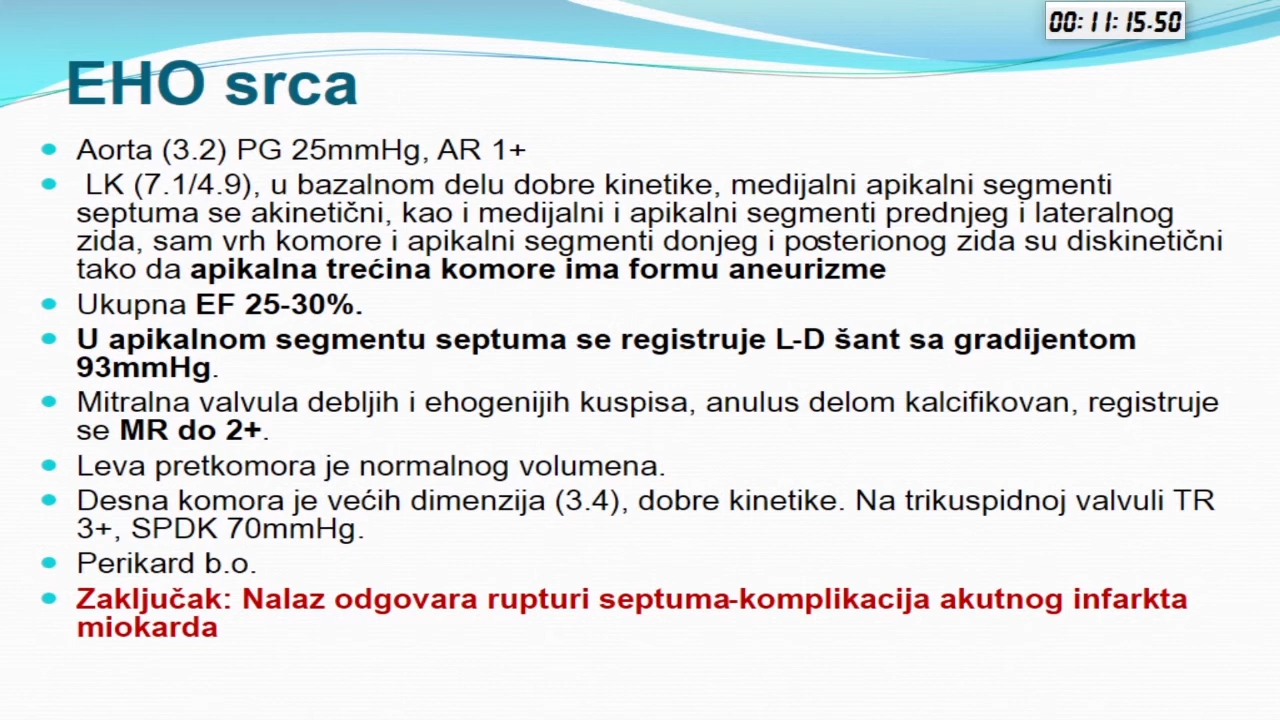 00:11:15.50
EHO srca
Aorta (3.2) PG 25mmHg, AR 1+
LK (7.1/4.9), u bazalnom delu dobre kinetike, medijalni apikalni segmenti
septuma se akinetični, kao i medijalni i apikalni segmenti prednjeg i lateralnog
zida, sam vrh komore i apikalni segmenti donjeg i posterionog zida su diskinetični
tako da apikalna trećina komore ima formu aneurizme
Ukupna EF 25-30%.
U apikalnom segmentu septuma se registruje L-D šant sa gradijentom
93mmHg.
Mitralna valvula debljih i ehogenijih kuspisa, anulus delom kalcifikovan, registruje
se MR do 2+.
Leva pretkomora je normalnog volumena.
Desna komora je većih dimenzija (3.4), dobre kinetike. Na trikuspidnoj valvuli TR
3+, SPDK 70mmHg.
Perikard b.o.
Zaključak: Nalaz odgovara rupturi septuma-komplikacija akutnog infarkta
miokarda